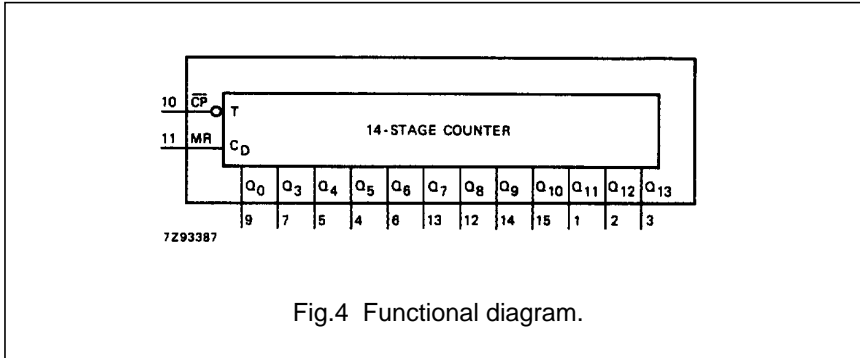 10 C̅P̅ T
14-STAGE COUNTER
11 MR C_D
Q₀ Q₃ Q₄ Q₅ Q₆ Q₇ Q₈ Q₉ Q₁₀ Q₁₁ Q₁₂ Q₁₃
9 7 5 4 6 13 12 14 15 1 2 3
7Z93387
Fig.4 Functional diagram.